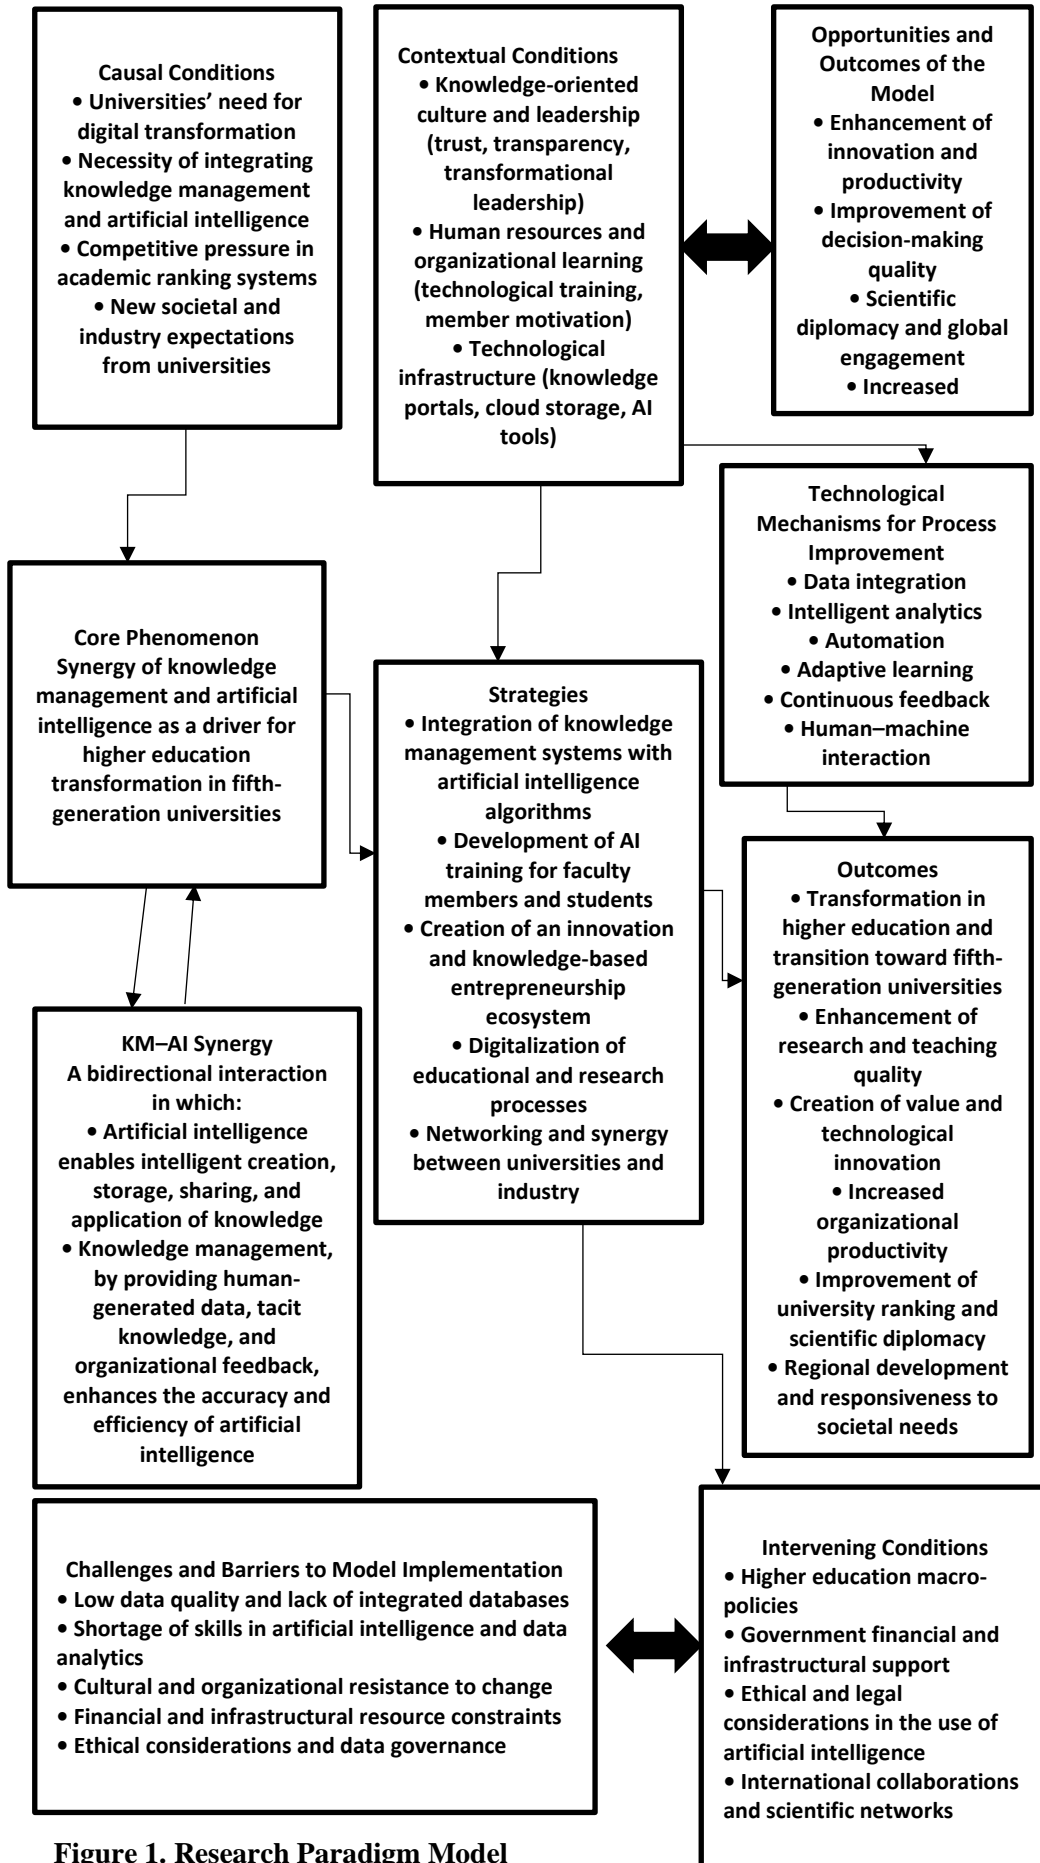 Causal Conditions
• Universities’ need for
digital transformation
• Necessity of integrating
knowledge management
and artificial intelligence
• Competitive pressure in
academic ranking systems
• New societal and
industry expectations
from universities
Contextual Conditions
• Knowledge-oriented
culture and leadership
(trust, transparency,
transformational
leadership)
• Human resources and
organizational learning
(technological training,
member motivation)
• Technological
infrastructure (knowledge
portals, cloud storage, AI
tools)
Opportunities and
Outcomes of the
Model
• Enhancement of
innovation and
productivity
• Improvement of
decision-making
quality
• Scientific
diplomacy and global
engagement
• Increased
Technological
Mechanisms for Process
Improvement
• Data integration
• Intelligent analytics
• Automation
• Adaptive learning
• Continuous feedback
• Human–machine
interaction
Core Phenomenon
Synergy of knowledge
management and artificial
intelligence as a driver for
higher education
transformation in fifth-
generation universities
Strategies
• Integration of knowledge
management systems with
artificial intelligence
algorithms
• Development of AI
training for faculty
members and students
• Creation of an innovation
and knowledge-based
entrepreneurship
ecosystem
• Digitalization of
educational and research
processes
• Networking and synergy
between universities and
industry
Outcomes
• Transformation in
higher education and
transition toward fifth-
generation universities
• Enhancement of
research and teaching
quality
• Creation of value and
technological
innovation
• Increased
organizational
productivity
• Improvement of
university ranking and
scientific diplomacy
• Regional development
and responsiveness to
societal needs
KM–AI Synergy
A bidirectional interaction
in which:
• Artificial intelligence
enables intelligent creation,
storage, sharing, and
application of knowledge
• Knowledge management,
by providing human-
generated data, tacit
knowledge, and
organizational feedback,
enhances the accuracy and
efficiency of artificial
intelligence
Challenges and Barriers to Model Implementation
• Low data quality and lack of integrated databases
• Shortage of skills in artificial intelligence and data
analytics
• Cultural and organizational resistance to change
• Financial and infrastructural resource constraints
• Ethical considerations and data governance
Intervening Conditions
• Higher education macro-
policies
• Government financial and
infrastructural support
• Ethical and legal
considerations in the use of
artificial intelligence
• International collaborations
and scientific networks
Figure 1. Research Paradigm Model